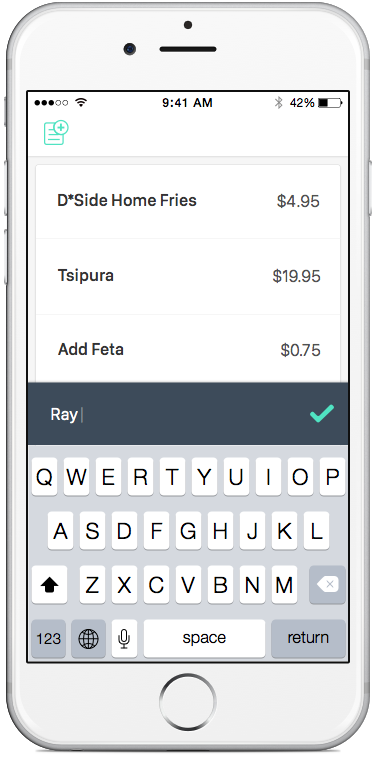 9:41 AM 42%
D*Side Home Fries $4.95
Tsipura $19.95
Add Feta $0.75
Ray
Q W E R T Y U I O P
A S D F G H J K L
Z X C V B N M
123 space return